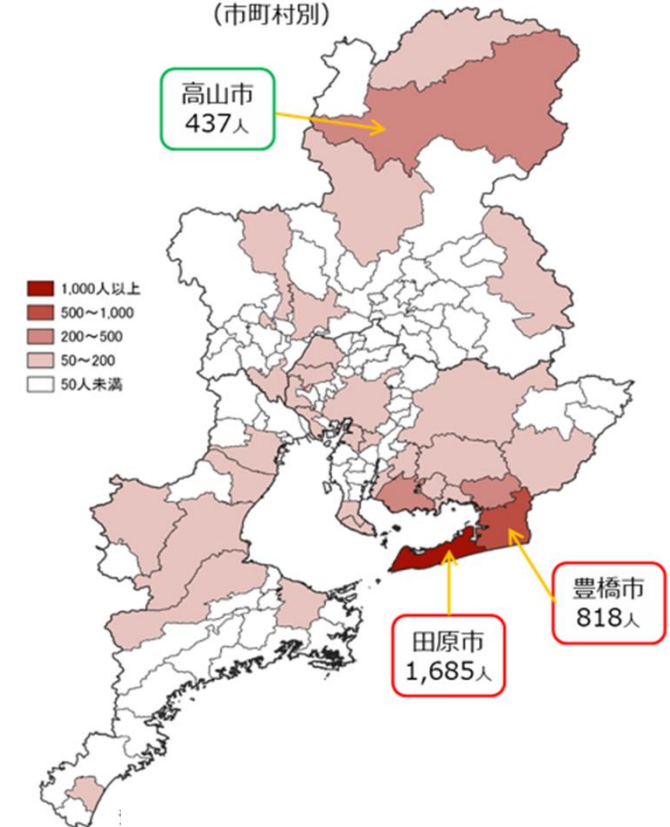 (市町村別)
高山市
437人
1,000人以上
500～1,000
200～500
50～200
50人未満
豊橋市
818人
田原市
1,685人